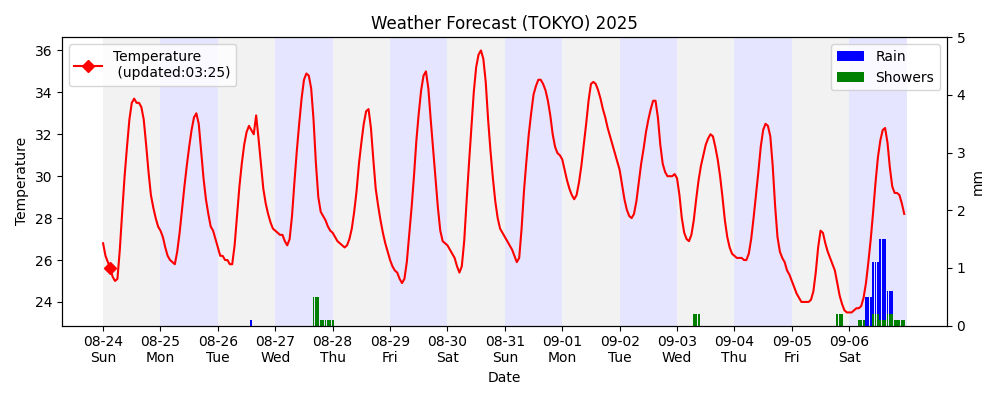 Weather Forecast (TOKYO) 2025
Temperature
(updated:03:25)
Rain
Showers
36
34
32
30
28
26
24
Temperature
5
4
3
2
1
0
mm
08-24 08-25 08-26 08-27 08-28 08-29 08-30 08-31 09-01 09-02 09-03 09-04 09-05 09-06
Sun Mon Tue Wed Thu Fri Sat Sun Mon Tue Wed Thu Fri Sat
Date